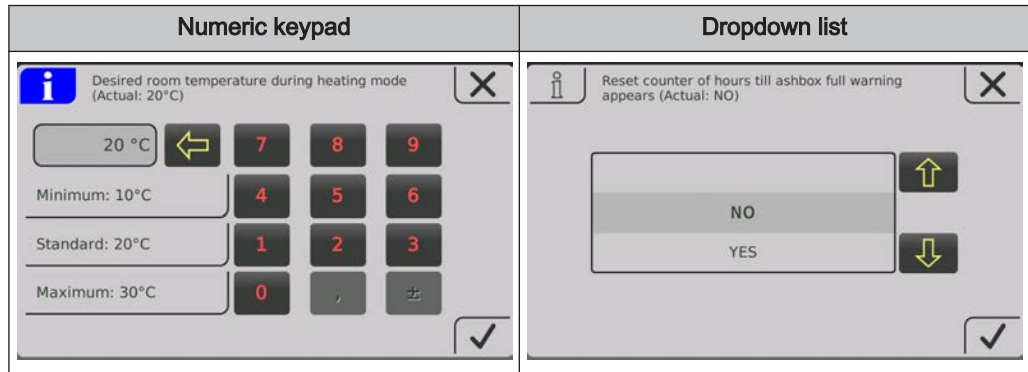 Numeric keypad
Dropdown list
i
Desired room temperature during heating mode
(Actual: 20°C)
20 °C
7 8 9
Minimum: 10°C
4 5 6
Standard: 20°C
1 2 3
Maximum: 30°C
0 , ±
i
Reset counter of hours till ashbox full warning
appears (Actual: NO)
NO
YES